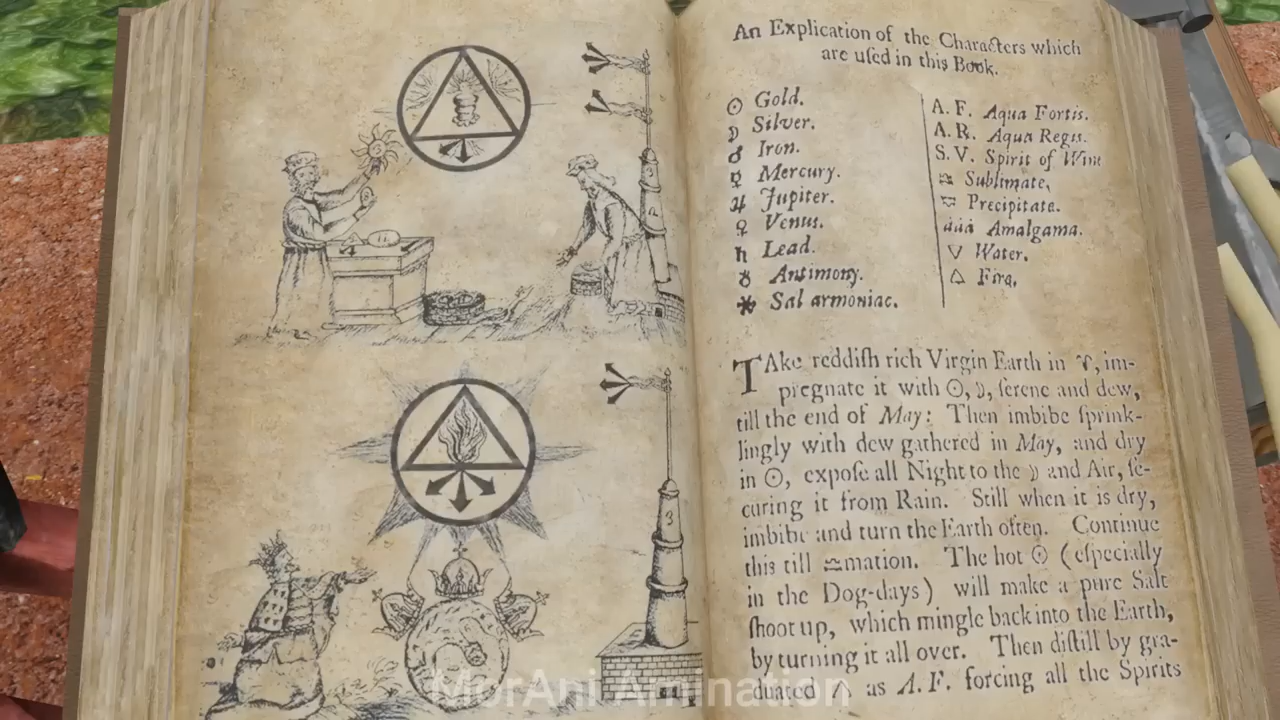 An Explication of the Characters which
are uſed in this Book.
☉ Gold.
☽ Silver.
♂ Iron.
☿ Mercury.
♃ Jupiter.
♀ Venus.
♄ Lead.
♁ Antimony.
✱ Sal armoniac.
A. F. Aqua Fortis.
A. R. Aqua Regis.
S. V. Spirit of Wine
Sublimate,
Precipitate.
ááá Amalgama.
▽ Water.
△ Fire,
TAke reddiſh rich Virgin Earth in ♈, im-
pregnate it with ☉, ☽, ſerene and dew,
till the end of May: Then imbibe ſprink-
lingly with dew gathered in May, and dry
in ☉, expoſe all Night to the ☽ and Air, ſe-
curing it from Rain. Still when it is dry,
imbibe and turn the Earth often. Continue
this till ♎mation. The hot ☉ (eſpecially
in the Dog-days) will make a pure Salt
ſhoot up, which mingle back into the Earth,
by turning it all over. Then diſtill by gra-
duated △ as A. F. forcing all the Spirits
3
MorAni Amination